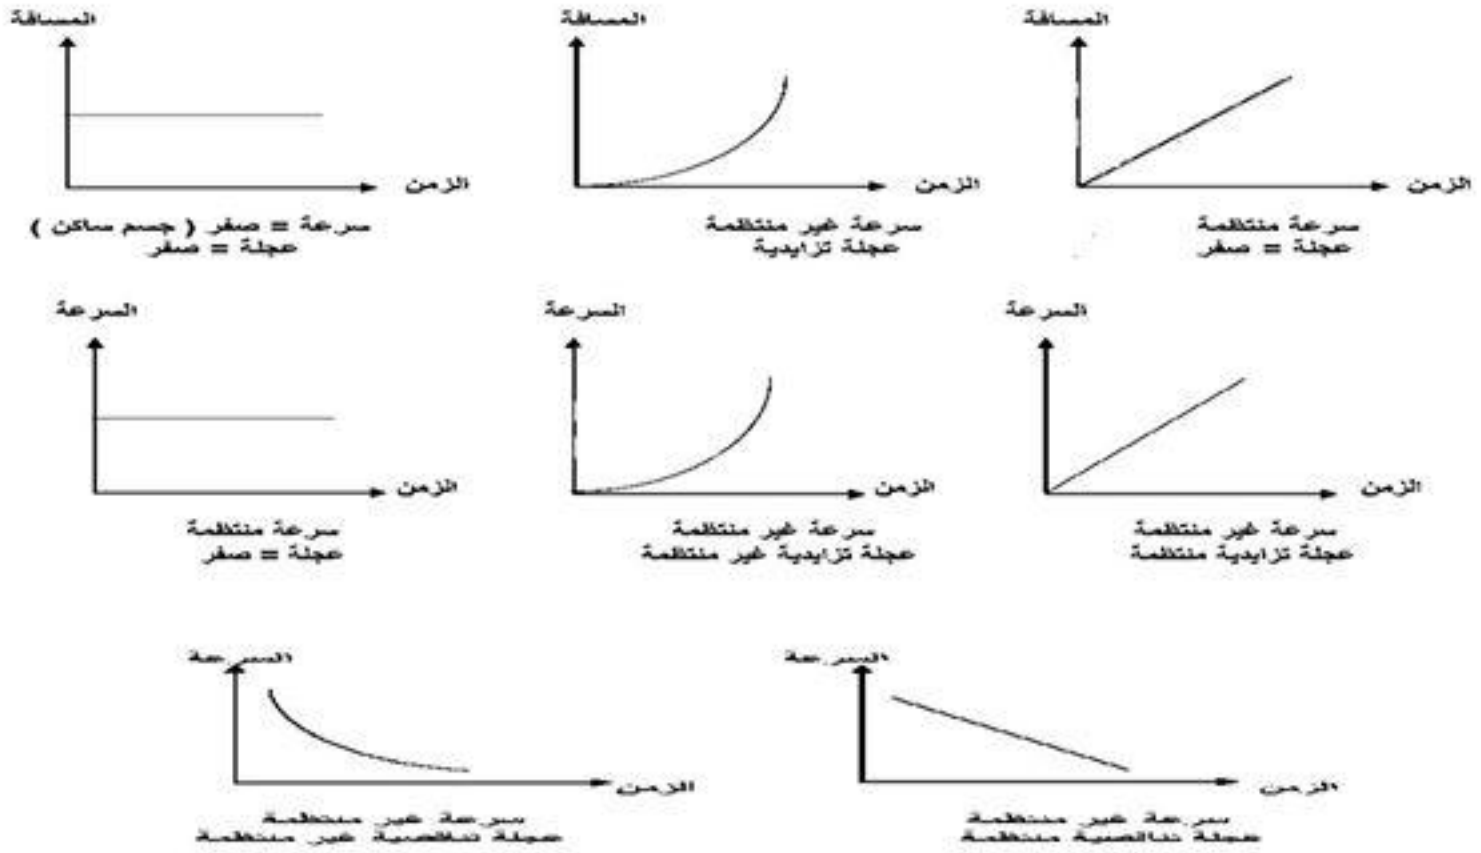 المسافة
الزمن
سرعة منتظمة
عجلة = صفر
المسافة
الزمن
سرعة غير منتظمة
عجلة تزايدية
المسافة
الزمن
سرعة = صفر ( جسم ساكن )
عجلة = صفر
السرعة
الزمن
سرعة غير منتظمة
عجلة تزايدية منتظمة
السرعة
الزمن
سرعة غير منتظمة
عجلة تزايدية غير منتظمة
السرعة
الزمن
سرعة منتظمة
عجلة = صفر
السرعة
الزمن
سرعة غير منتظمة
عجلة تناقصية منتظمة
السرعة
الزمن
سرعة غير منتظمة
عجلة تناقصية غير منتظمة